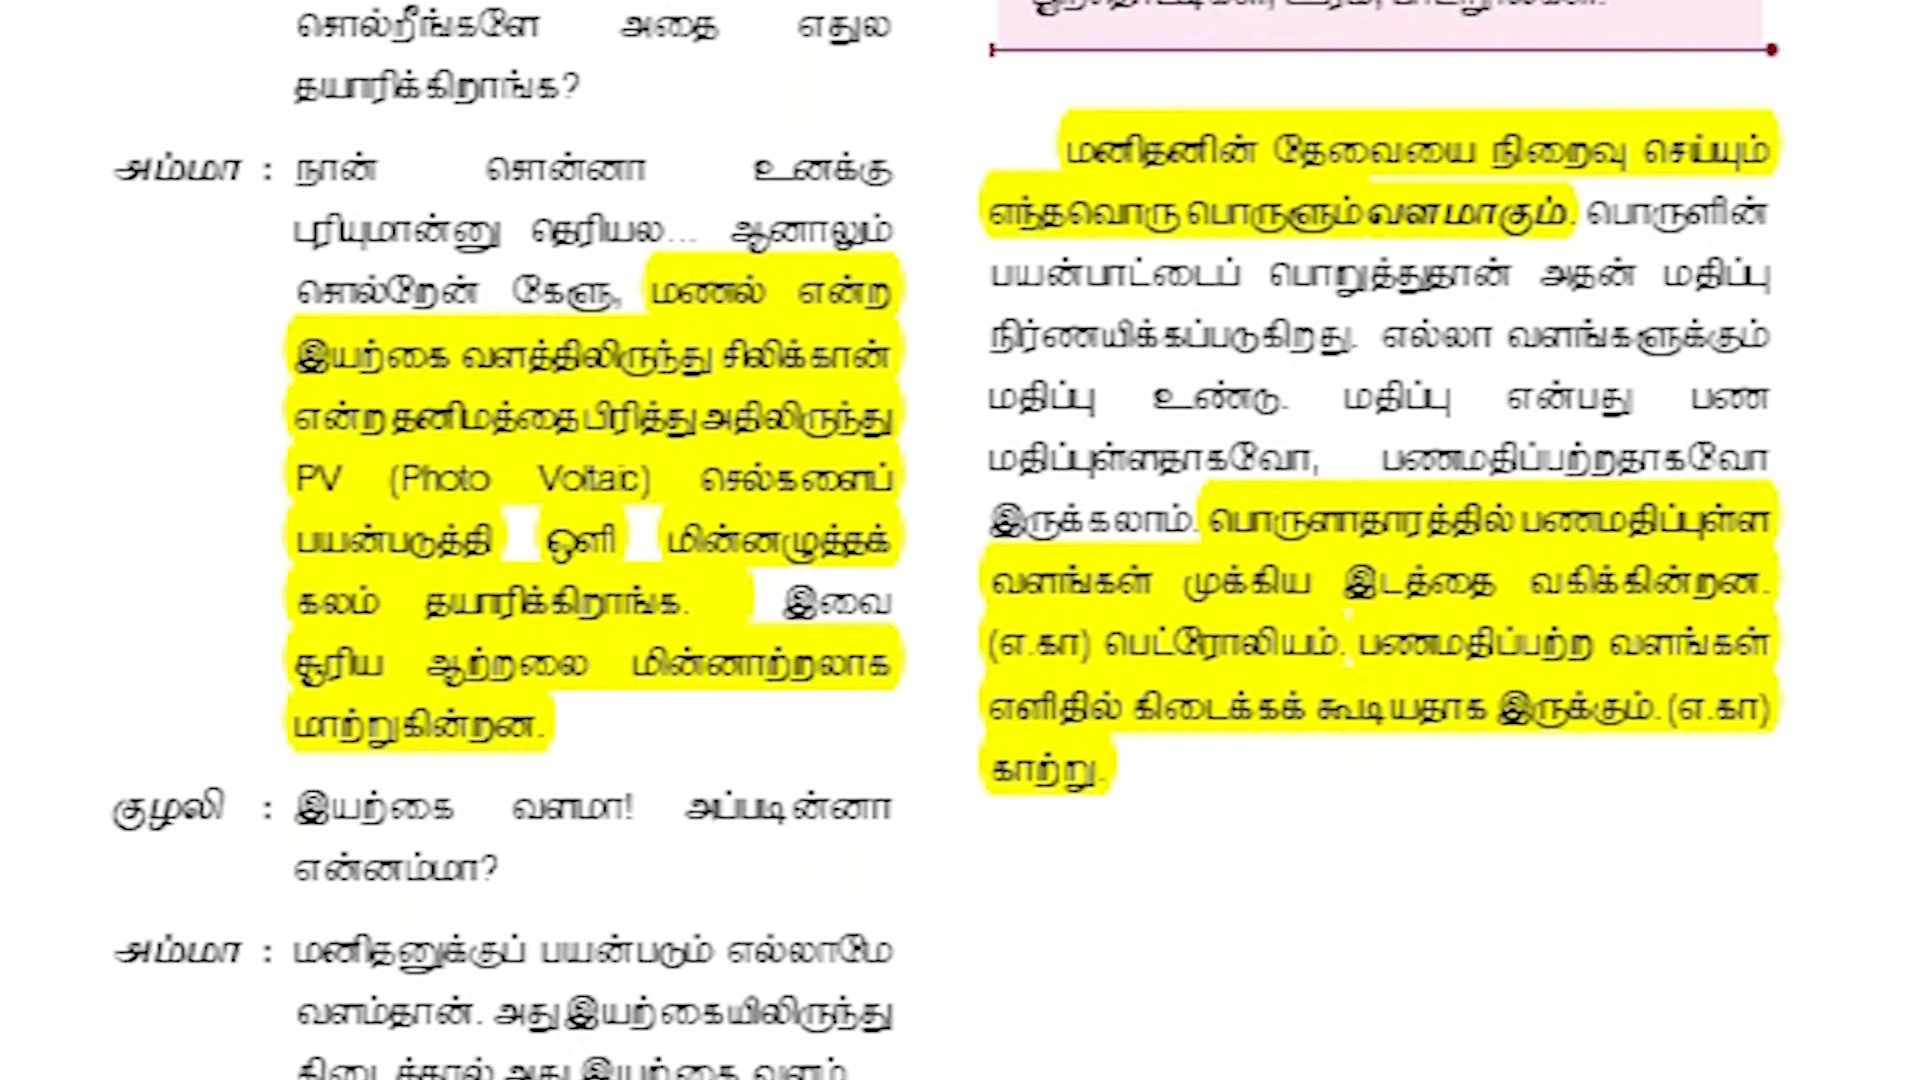 சொல்றீங்களே அதை எதுல
தயாரிக்கிறாங்க?
அம்மா : நான் சொன்னா உனக்கு
புரியுமான்னு தெரியல... ஆனாலும்
சொல்றேன் கேளு, மணல் என்ற
இயற்கை வளத்திலிருந்து சிலிக்கான்
என்ற தனிமத்தை பிரித்து அதிலிருந்து
PV (Photo Voltaic) செல்களைப்
பயன்படுத்தி ஒளி மின்னழுத்தக்
கலம் தயாரிக்கிறாங்க. இவை
சூரிய ஆற்றலை மின்னாற்றலாக
மாற்றுகின்றன.
குழலி : இயற்கை வளமா! அப்படின்னா
என்னம்மா?
அம்மா : மனிதனுக்குப் பயன்படும் எல்லாமே
வளம்தான். அது இயற்கையிலிருந்து
கிடைத்தால் அது இயற்கை வளம்.
மனிதனின் தேவையை நிறைவு செய்யும்
எந்தவொரு பொருளும் வளமாகும். பொருளின்
பயன்பாட்டைப் பொறுத்துதான் அதன் மதிப்பு
நிர்ணயிக்கப்படுகிறது. எல்லா வளங்களுக்கும்
மதிப்பு உண்டு. மதிப்பு என்பது பண
மதிப்புள்ளதாகவோ, பணமதிப்பற்றதாகவோ
இருக்கலாம். பொருளாதாரத்தில் பணமதிப்புள்ள
வளங்கள் முக்கிய இடத்தை வகிக்கின்றன.
(எ.கா) பெட்ரோலியம். பணமதிப்பற்ற வளங்கள்
எளிதில் கிடைக்கக் கூடியதாக இருக்கும். (எ.கா)
காற்று.